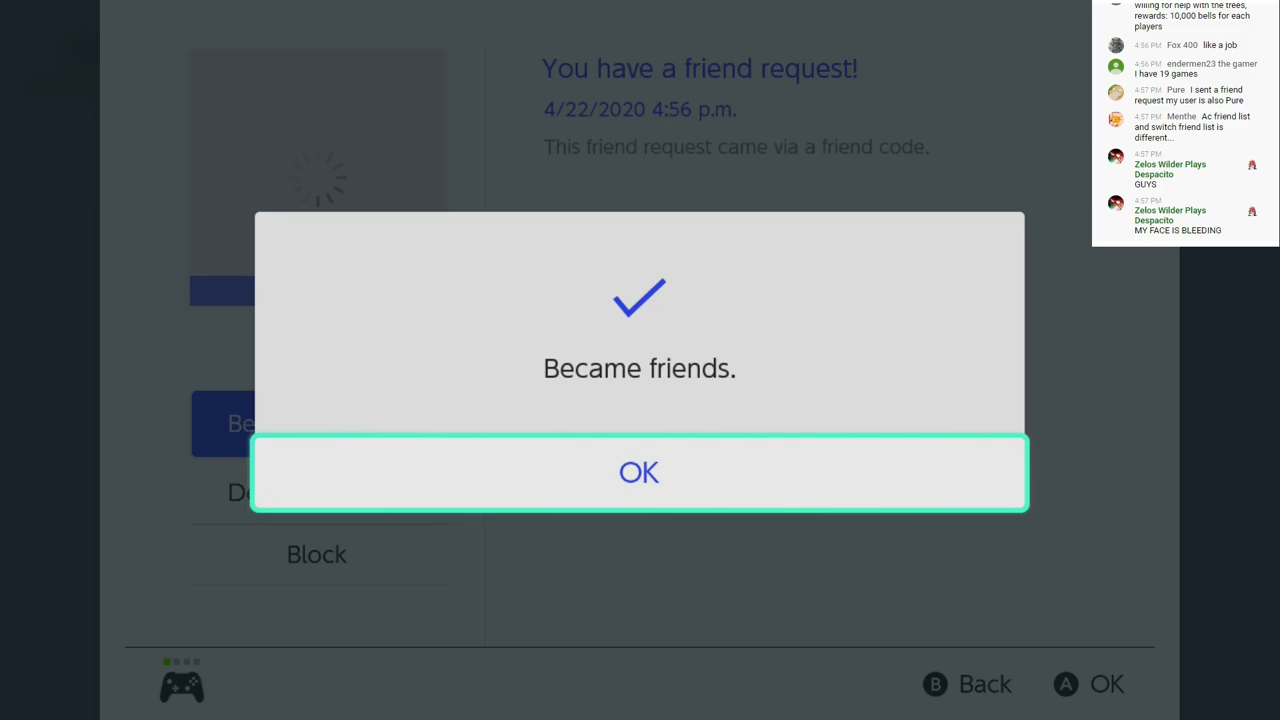 You have a friend request!
4/22/2020 4:56 p.m.
This friend request came via a friend code.
Became friends.
OK
Be
De
Block
B Back A OK
willing for help with the trees,
rewards: 10,000 bells for each
players
4:56 PM Fox 400 like a job
4:56 PM endermen23 the gamer
I have 19 games
4:57 PM Pure I sent a friend
request my user is also Pure
4:57 PM Menthe Ac friend list
and switch friend list is
different...
4:57 PM
Zelos Wilder Plays
Despacito
GUYS
4:57 PM
Zelos Wilder Plays
Despacito
MY FACE IS BLEEDING